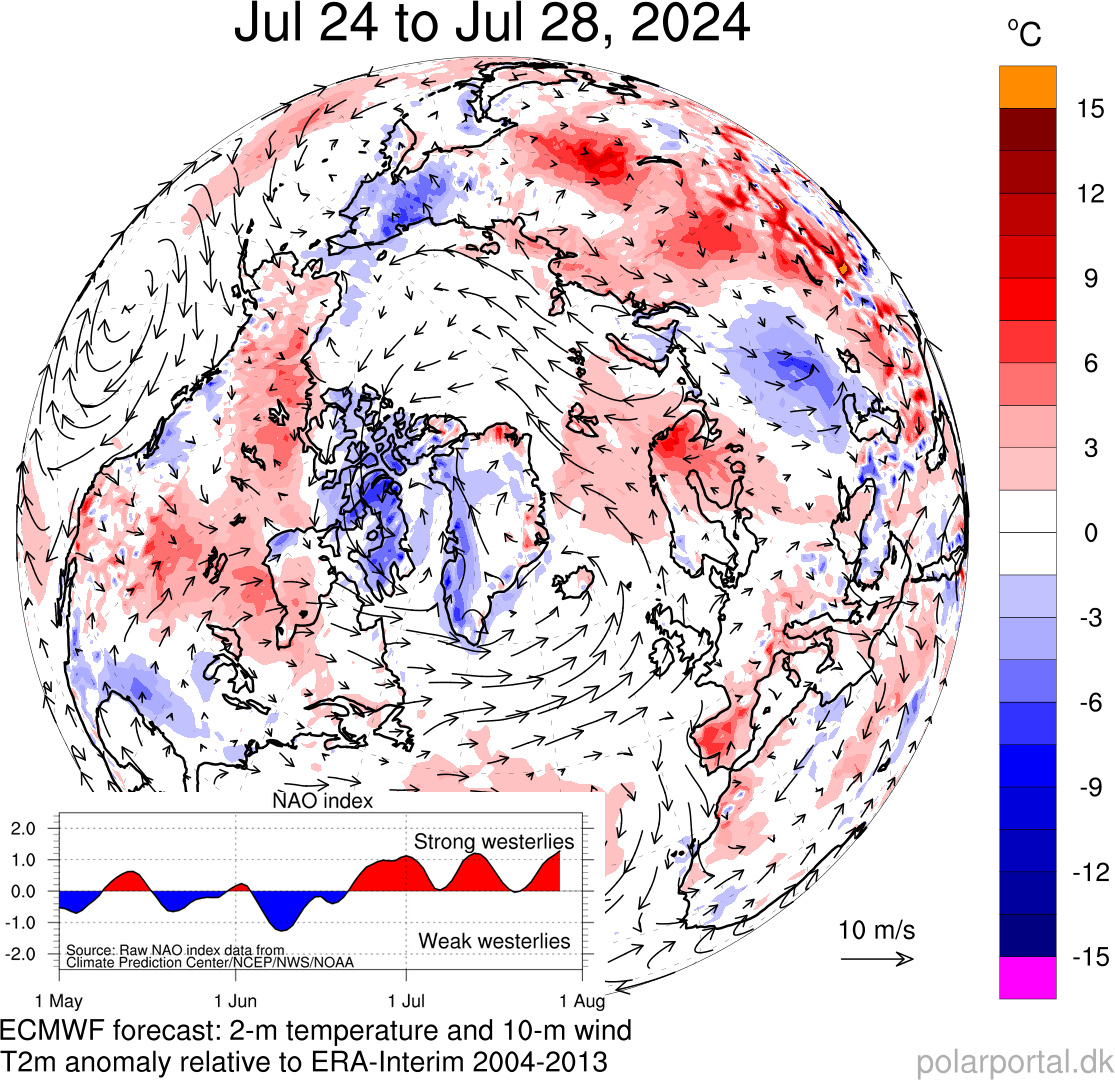 Jul 24 to Jul 28, 2024
°C
15
12
9
6
3
0
-3
-6
-9
-12
-15
NAO index
2.0
1.0
0.0
-1.0
-2.0
Strong westerlies
Weak westerlies
Source: Raw NAO index data from
Climate Prediction Center/NCEP/NWS/NOAA
1 May
1 Jun
1 Jul
1 Aug
10 m/s
ECMWF forecast: 2-m temperature and 10-m wind
T2m anomaly relative to ERA-Interim 2004-2013
polarportal.dk